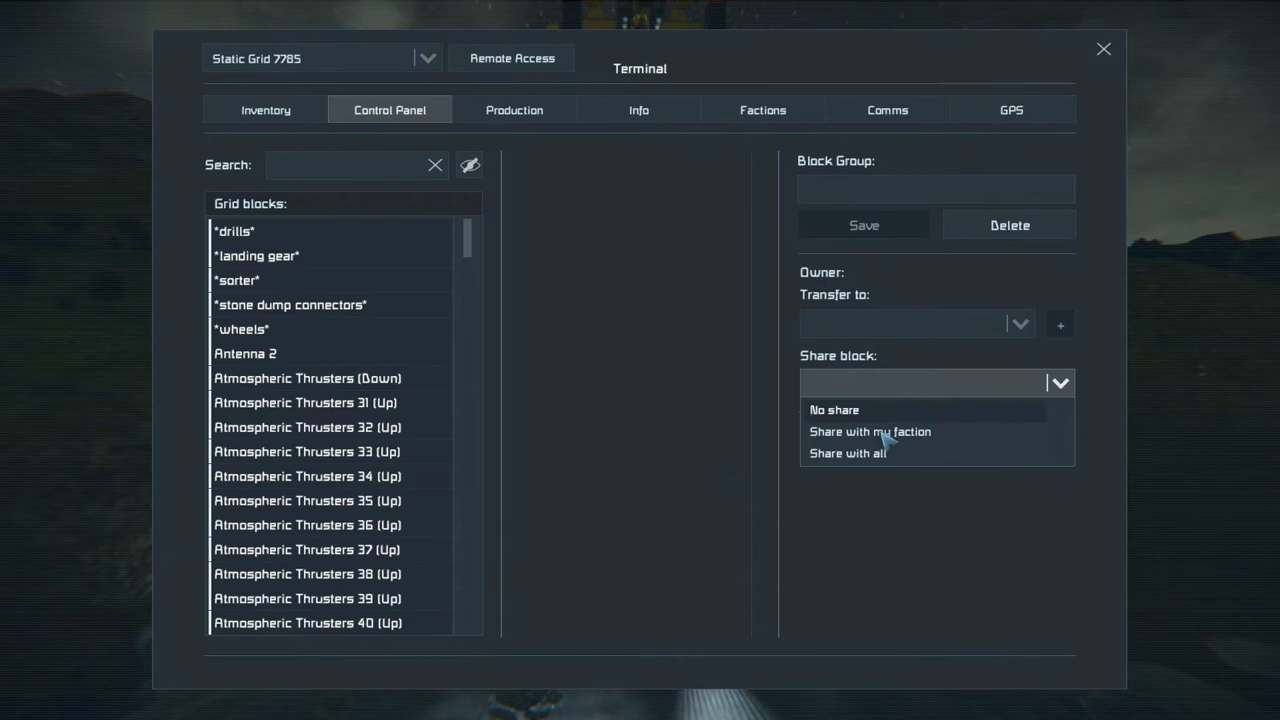 Static Grid 7785
Remote Access
Terminal
Inventory
Control Panel
Production
Info
Factions
Comms
GPS
Search:
Grid blocks:
*drills*
*landing gear*
*sorter*
*stone dump connectors*
*wheels*
Antenna 2
Atmospheric Thrusters (Down)
Atmospheric Thrusters 31 (Up)
Atmospheric Thrusters 32 (Up)
Atmospheric Thrusters 33 (Up)
Atmospheric Thrusters 34 (Up)
Atmospheric Thrusters 35 (Up)
Atmospheric Thrusters 36 (Up)
Atmospheric Thrusters 37 (Up)
Atmospheric Thrusters 38 (Up)
Atmospheric Thrusters 39 (Up)
Atmospheric Thrusters 40 (Up)
Block Group:
Save
Delete
Owner:
Transfer to:
+
Share block:
No share
Share with my faction
Share with all